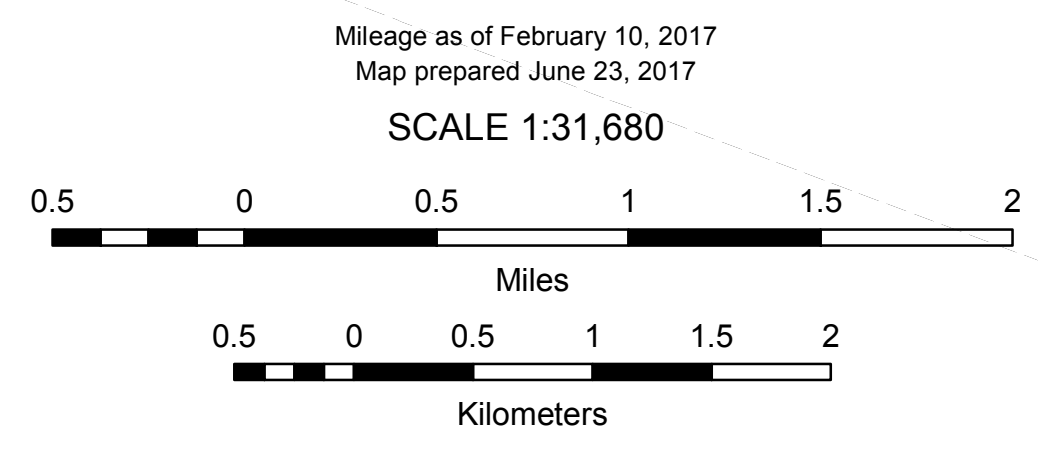 Mileage as of February 10, 2017
Map prepared June 23, 2017
SCALE 1:31,680
0.5 0 0.5 1 1.5 2
Miles
0.5 0 0.5 1 1.5 2
Kilometers